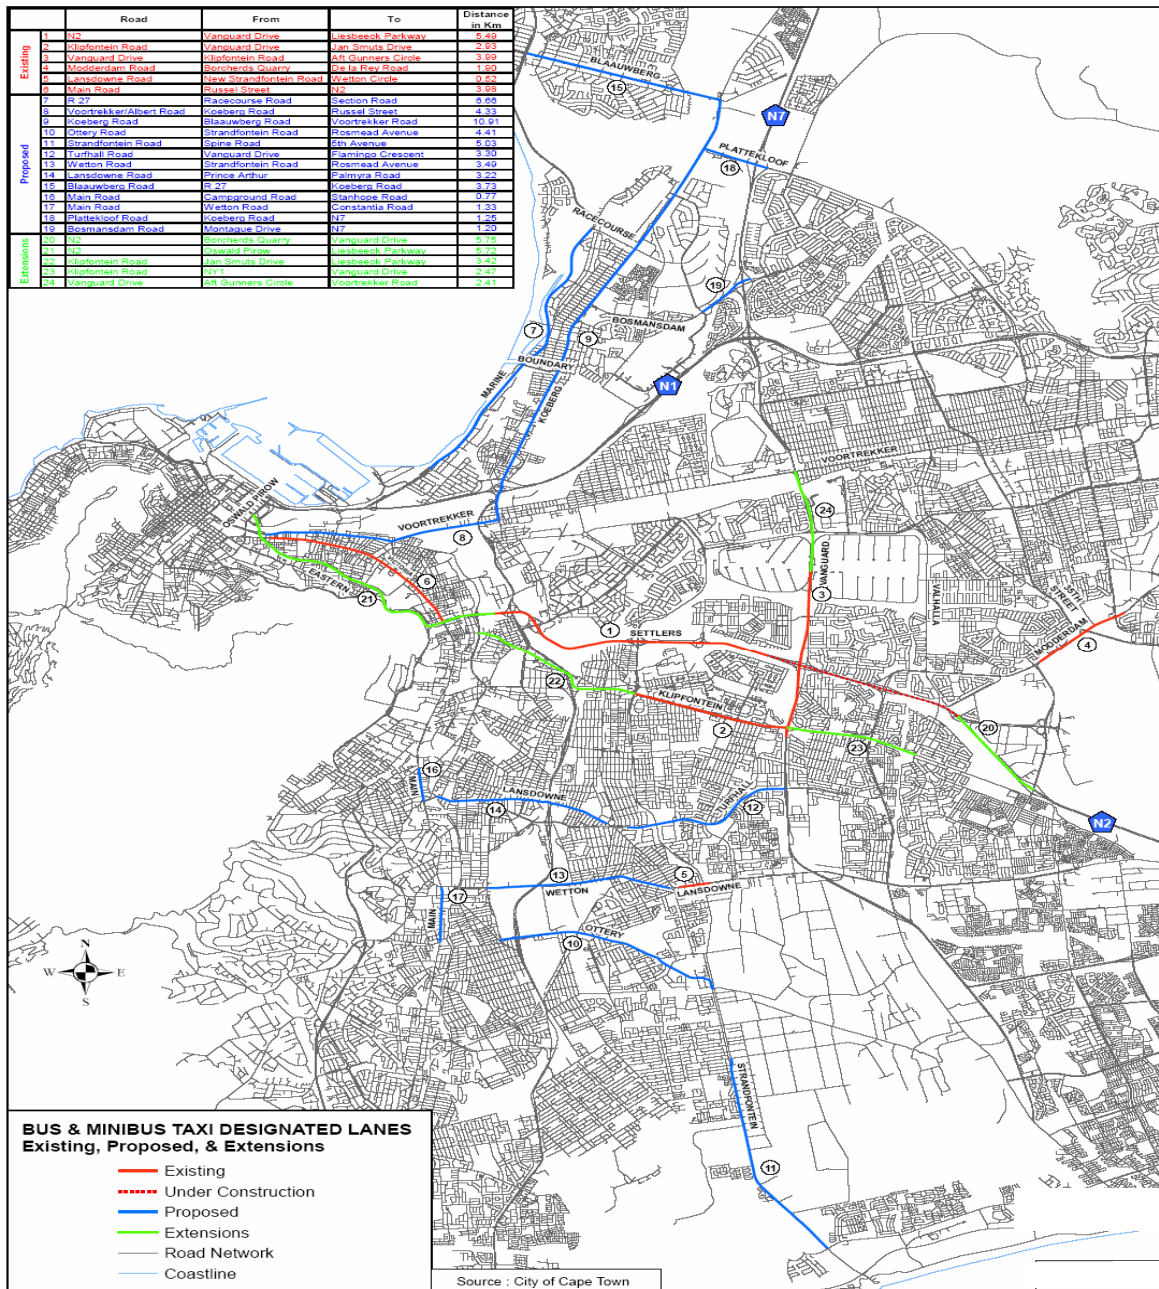 Road From To Distance in Km
Existing
1 N2 Vanguard Drive Liesbeeck Parkway 5.49
2 Klipfontein Road Vanguard Drive Jan Smuts Drive 2.93
3 Vanguard Drive Klipfontein Road Aft Gunners Circle 3.99
4 Modderdam Road Borcherds Quarry De la Rey Road 1.90
5 Lansdowne Road New Strandfontein Road Wetton Circle 0.52
6 Main Road Russel Street N2 3.98
Proposed
7 R 27 Racecourse Road Section Road 6.66
8 Voortrekker/Albert Road Koeberg Road Russel Street 4.33
9 Koeberg Road Blaauwberg Road Voortrekker Road 10.91
10 Ottery Road Strandfontein Road Rosmead Avenue 4.41
11 Strandfontein Road Spine Road 5th Avenue 5.03
12 Turfhall Road Vanguard Drive Flamingo Crescent 3.30
13 Wetton Road Strandfontein Road Rosmead Avenue 3.49
14 Lansdowne Road Prince Arthur Palmyra Road 3.22
15 Blaauwberg Road R 27 Koeberg Road 3.73
16 Main Road Campground Road Stanhope Road 0.77
17 Main Road Wetton Road Constantia Road 1.33
18 Plattekloof Road Koeberg Road N7 1.25
19 Bosmansdam Road Montague Drive N7 1.20
Extensions
20 N2 Borcherds Quarry Vanguard Drive 5.75
21 N2 Oswald Pirow Liesbeeck Parkway 5.72
22 Klipfontein Road Jan Smuts Drive Liesbeeck Parkway 3.42
23 Klipfontein Road NY1 Vanguard Drive 2.47
24 Vanguard Drive Aft Gunners Circle Voortrekker Road 2.41
BLAAUWBERG
15
N7
PLATTEKLOOF
18
RACECOURSE
19
BOSMANSDAM
7
9
BOUNDARY
MARINE
KOEBERG
N1
VOORTREKKER
OSWALD PIROW
VOORTREKKER
8
24
VANGUARD
3
VALHALLA
35TH STREET
MODDERDAM
4
6
EASTERN
21
1
SETTLERS
22
KLIPFONTEIN
2
23
20
N2
16
MAIN
LANSDOWNE
14
TURFHALL
12
13
WETTON
5
LANSDOWNE
17
MAIN
OTTERY
10
N
W E
S
STRANDFONTEIN
11
BUS & MINIBUS TAXI DESIGNATED LANES
Existing, Proposed, & Extensions
Existing
Under Construction
Proposed
Extensions
Road Network
Coastline
Source : City of Cape Town